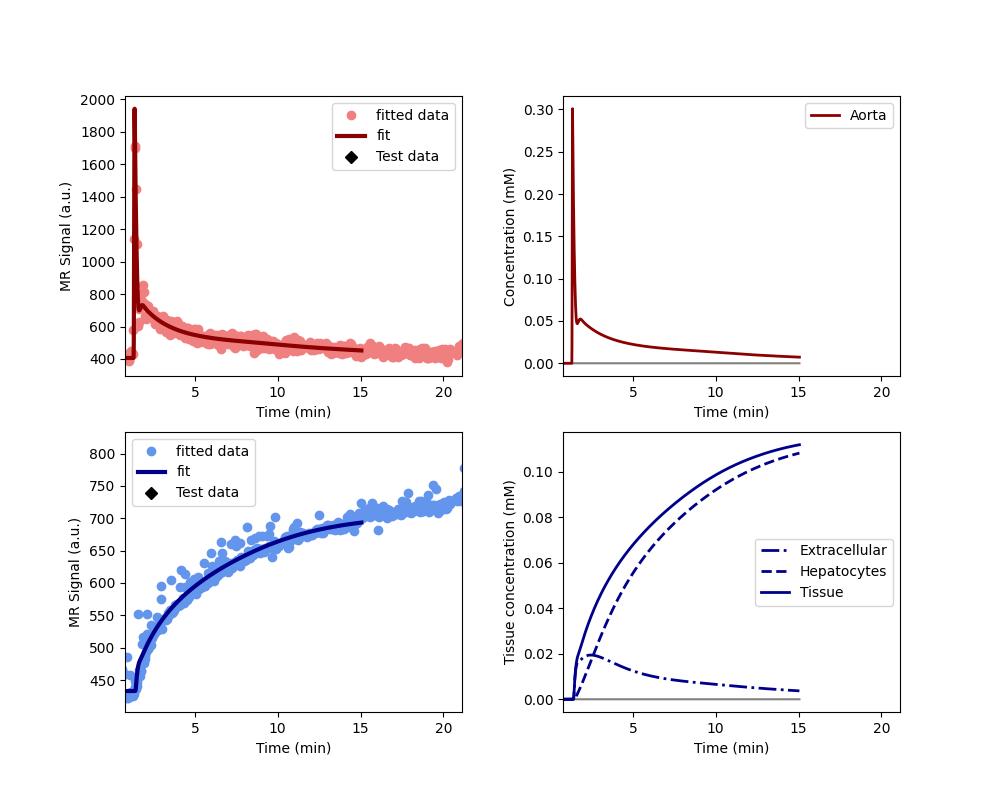 2000
1800
1600
1400
1200
1000
800
600
400
MR Signal (a.u.)
fitted data
fit
Test data
5
10
15
20
Time (min)
0.30
0.25
0.20
0.15
0.10
0.05
0.00
Concentration (mM)
Aorta
5
10
15
20
Time (min)
800
750
700
650
600
550
500
450
MR Signal (a.u.)
fitted data
fit
Test data
5
10
15
20
Time (min)
0.10
0.08
0.06
0.04
0.02
0.00
Tissue concentration (mM)
Extracellular
Hepatocytes
Tissue
5
10
15
20
Time (min)